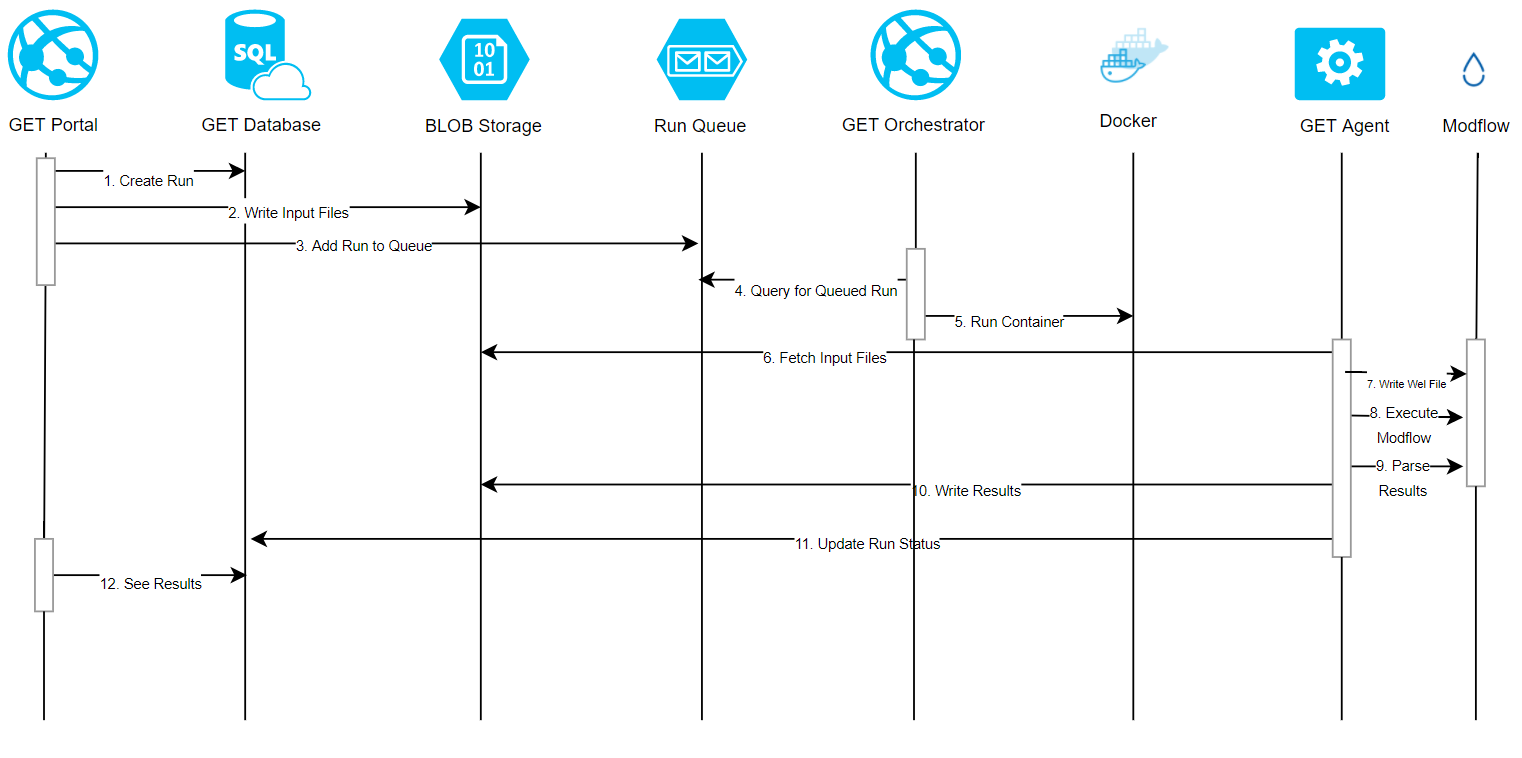 SQL
10
01
GET Portal
GET Database
BLOB Storage
Run Queue
GET Orchestrator
Docker
GET Agent
Modflow
1. Create Run
2. Write Input Files
3. Add Run to Queue
4. Query for Queued Run
5. Run Container
6. Fetch Input Files
7. Write Wel File
8. Execute
Modflow
9. Parse
Results
10. Write Results
11. Update Run Status
12. See Results